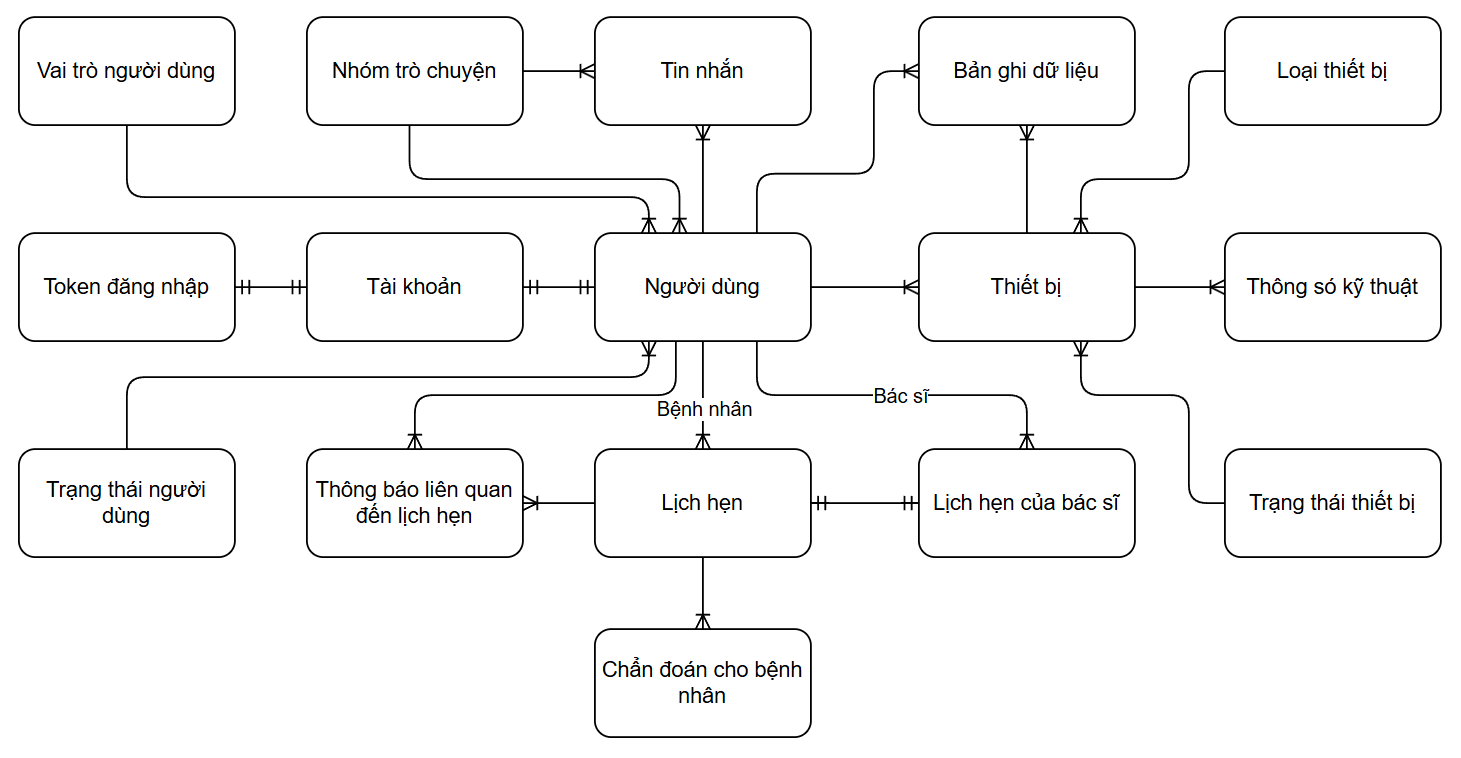 Vai trò người dùng
Nhóm trò chuyện
Tin nhắn
Bản ghi dữ liệu
Loại thiết bị
Token đăng nhập
Tài khoản
Người dùng
Thiết bị
Thông só kỹ thuật
Bệnh nhân
Bác sĩ
Trạng thái người
dùng
Thông báo liên quan
đến lịch hẹn
Lịch hẹn
Lịch hẹn của bác sĩ
Trạng thái thiết bị
Chẩn đoán cho bệnh
nhân